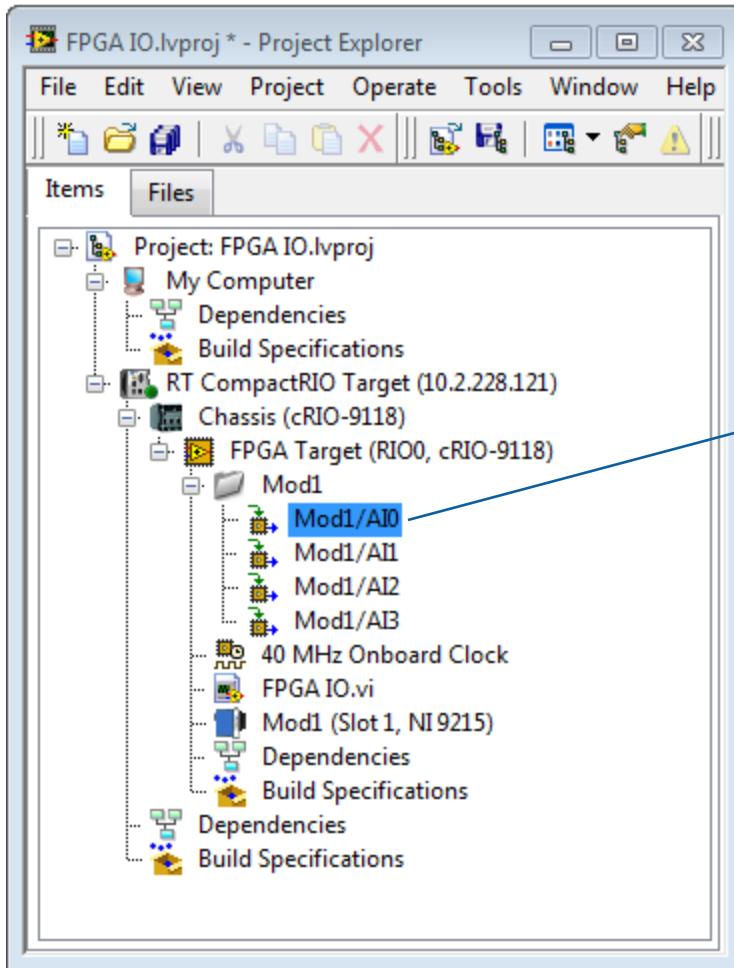 FPGA IO.lvproj * - Project Explorer
File Edit View Project Operate Tools Window Help
Items Files
Project: FPGA IO.lvproj
My Computer
Dependencies
Build Specifications
RT CompactRIO Target (10.2.228.121)
Chassis (cRIO-9118)
FPGA Target (RIO0, cRIO-9118)
Mod1
Mod1/AI0
Mod1/AI1
Mod1/AI2
Mod1/AI3
40 MHz Onboard Clock
FPGA IO.vi
Mod1 (Slot 1, NI 9215)
Dependencies
Build Specifications
Dependencies
Build Specifications